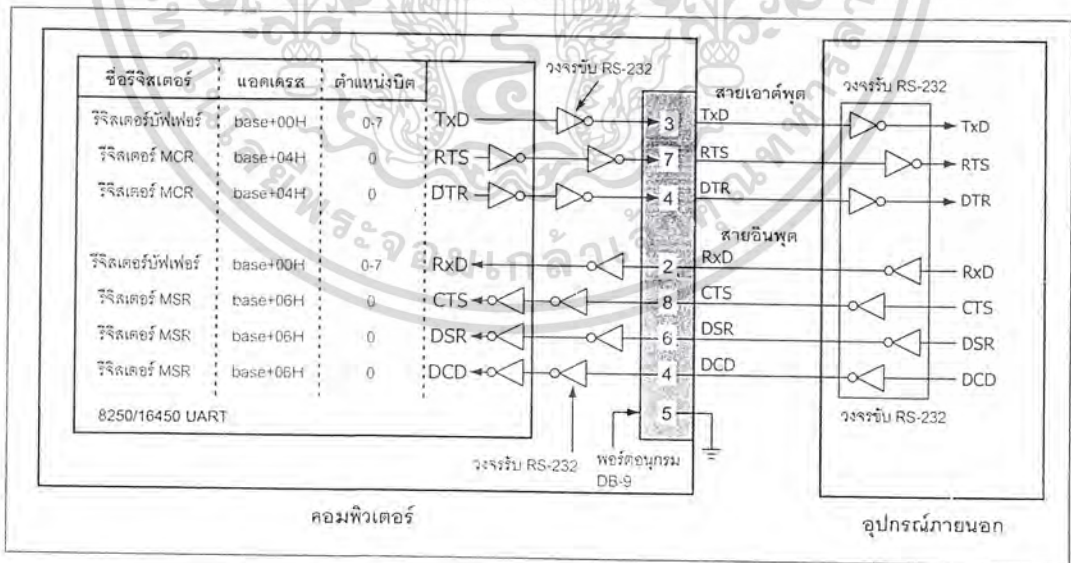 ชื่อรีจิสเตอร์ แอดเดรส ตำแหน่งบิต
รีจิสเตอร์บัฟเฟอร์ base+00H 0-7 TxD
รีจิสเตอร์ MCR base+04H 0 RTS
รีจิสเตอร์ MCR base+04H 0 DTR
รีจิสเตอร์บัฟเฟอร์ base+00H 0-7 RxD
รีจิสเตอร์ MSR base+06H 0 CTS
รีจิสเตอร์ MSR base+06H 0 DSR
รีจิสเตอร์ MSR base+06H 0 DCD
8250/16450 UART
วงจรขับ RS-232
3
7
4
2
8
6
4
5
วงจรรับ RS-232
พอร์ตอนุกรม
DB-9
คอมพิวเตอร์
สายเอาต์พุต
TxD
RTS
DTR
สายอินพุต
RxD
CTS
DSR
DCD
วงจรรับ RS-232
TxD
RTS
DTR
RxD
CTS
DSR
DCD
วงจรขับ RS-232
อุปกรณ์ภายนอก